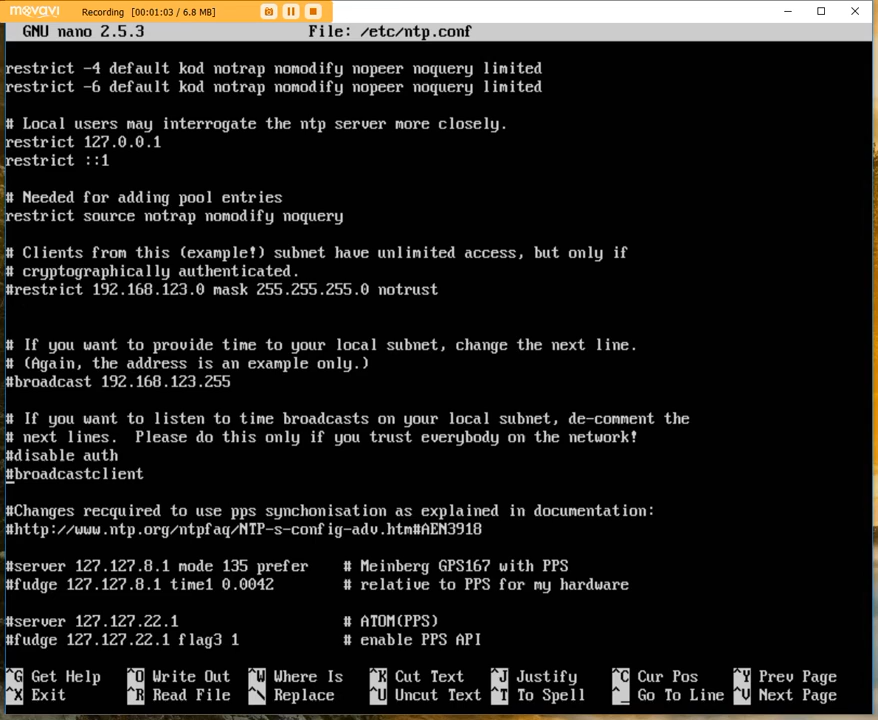 movavi Recording [00:01:03 / 6.8 MB]
GNU nano 2.5.3 File: /etc/ntp.conf
restrict -4 default kod notrap nomodify nopeer noquery limited
restrict -6 default kod notrap nomodify nopeer noquery limited
# Local users may interrogate the ntp server more closely.
restrict 127.0.0.1
restrict ::1
# Needed for adding pool entries
restrict source notrap nomodify noquery
# Clients from this (example!) subnet have unlimited access, but only if
# cryptographically authenticated.
#restrict 192.168.123.0 mask 255.255.255.0 notrust
# If you want to provide time to your local subnet, change the next line.
# (Again, the address is an example only.)
#broadcast 192.168.123.255
# If you want to listen to time broadcasts on your local subnet, de-comment the
# next lines.  Please do this only if you trust everybody on the network!
#disable auth
#broadcastclient
#Changes recquired to use pps synchonisation as explained in documentation:
#http://www.ntp.org/ntpfaq/NTP-s-config-adv.htm#AEN3918
#server 127.127.8.1 mode 135 prefer    # Meinberg GPS167 with PPS
#fudge 127.127.8.1 time1 0.0042        # relative to PPS for my hardware
#server 127.127.22.1                   # ATOM(PPS)
#fudge 127.127.22.1 flag3 1            # enable PPS API
^G Get Help ^O Write Out ^W Where Is ^K Cut Text ^J Justify ^C Cur Pos ^Y Prev Page
^X Exit ^R Read File ^\ Replace ^U Uncut Text ^T To Spell ^_ Go To Line ^V Next Page